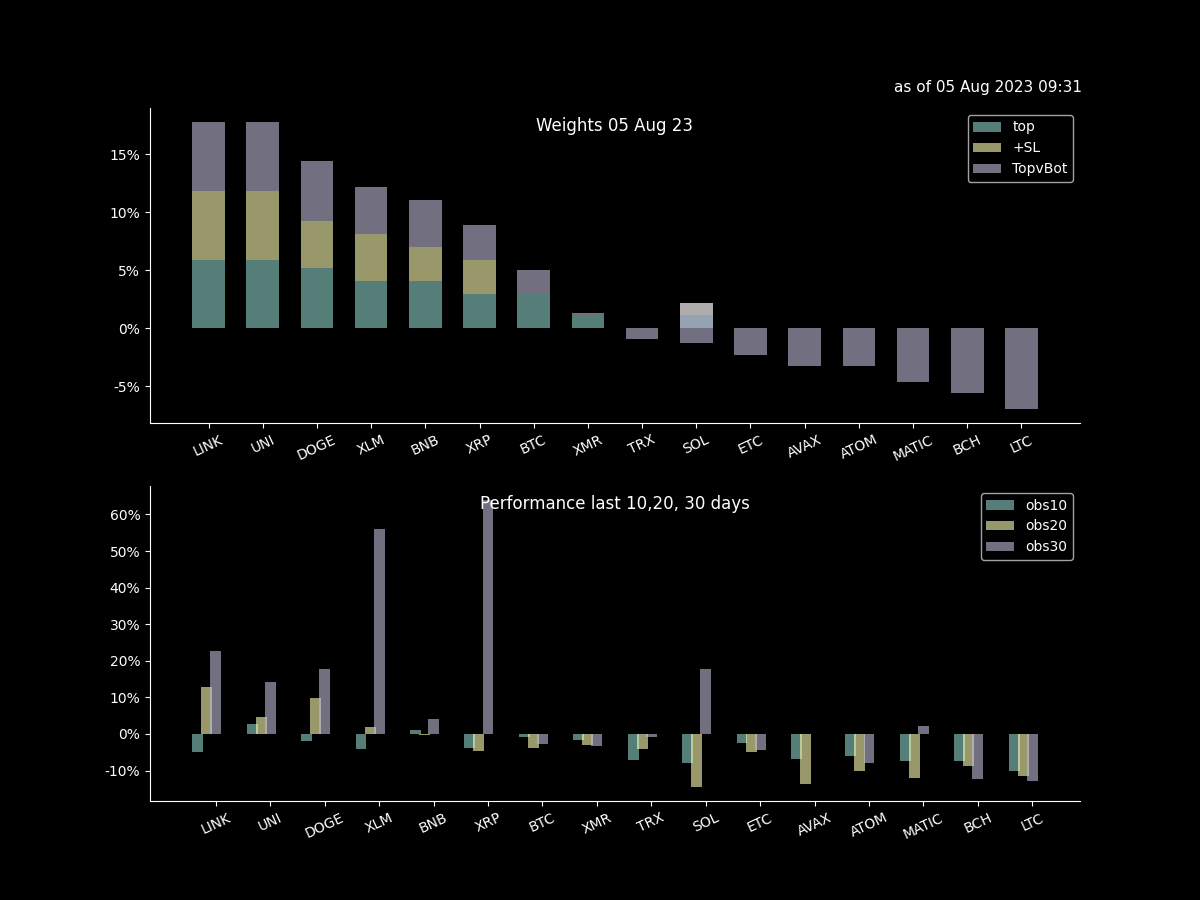 as of 05 Aug 2023 09:31
Weights 05 Aug 23
top
+SL
TopvBot
15%
10%
5%
0%
-5%
LINK UNI DOGE XLM BNB XRP BTC XMR TRX SOL ETC AVAX ATOM MATIC BCH LTC
Performance last 10,20, 30 days
obs10
obs20
obs30
60%
50%
40%
30%
20%
10%
0%
-10%
LINK UNI DOGE XLM BNB XRP BTC XMR TRX SOL ETC AVAX ATOM MATIC BCH LTC